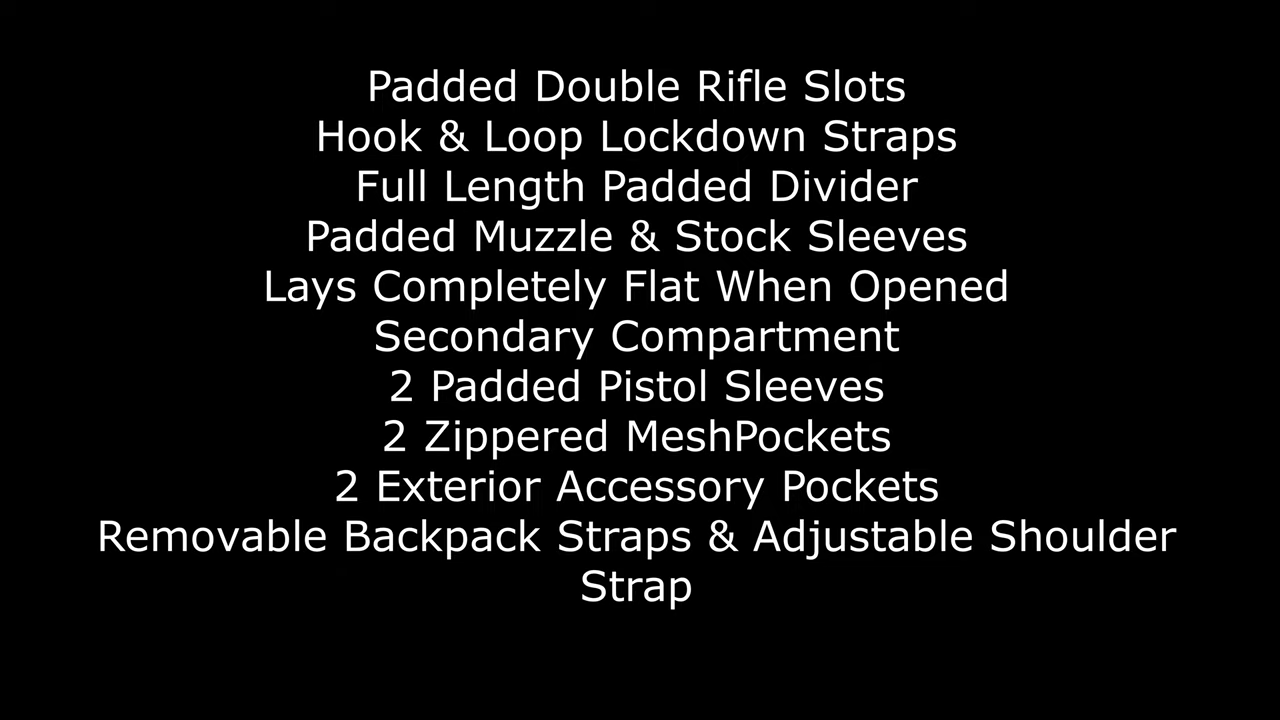 Padded Double Rifle Slots
Hook & Loop Lockdown Straps
Full Length Padded Divider
Padded Muzzle & Stock Sleeves
Lays Completely Flat When Opened
Secondary Compartment
2 Padded Pistol Sleeves
2 Zippered MeshPockets
2 Exterior Accessory Pockets
Removable Backpack Straps & Adjustable Shoulder
Strap